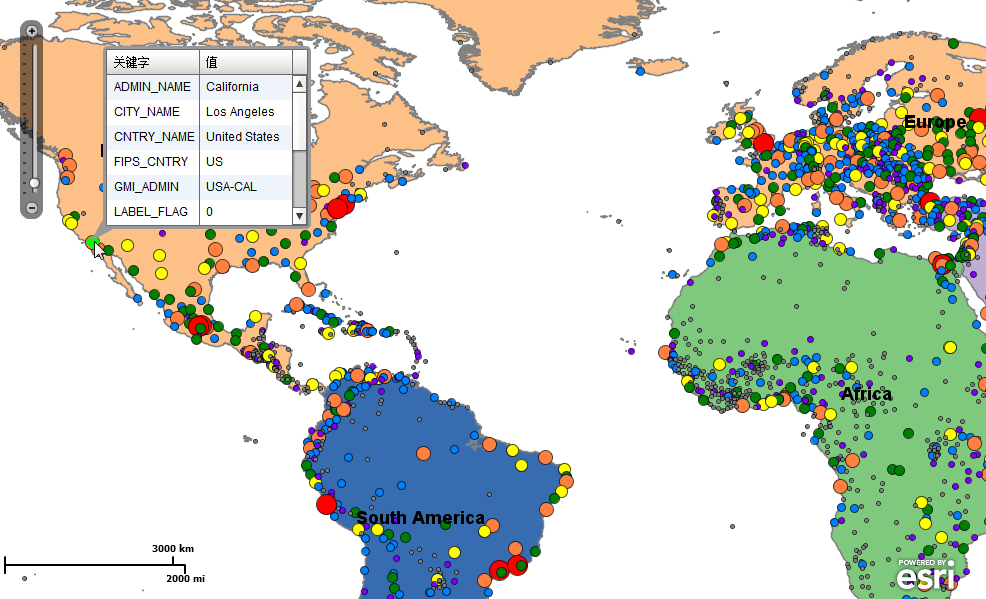 关键字 值
ADMIN_NAME California
CITY_NAME Los Angeles
CNTRY_NAME United States
FIPS_CNTRY US
GMI_ADMIN USA-CAL
LABEL_FLAG 0
Europe
Africa
South America
3000 km
2000 mi
POWERED BY
esri